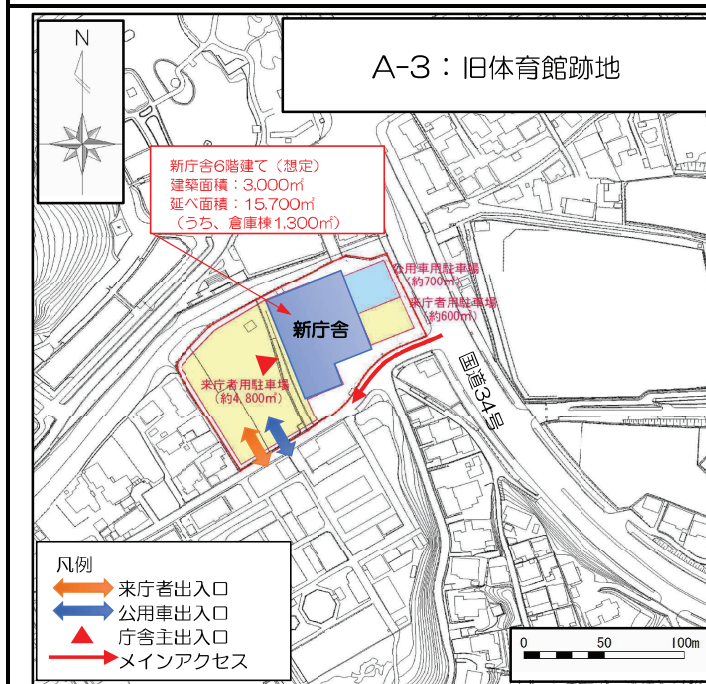 N
A-3：旧体育館跡地
新庁舎6階建て（想定）
建築面積：3,000㎡
延べ面積：15,700㎡
（うち、倉庫棟1,300㎡）
公用車用駐車場
（約700㎡）
来庁者用駐車場
（約600㎡）
新庁舎
来庁者用駐車場
（約4,800㎡）
国道34号
凡例
来庁者出入口
公用車出入口
庁舎主出入口
メインアクセス
0 50 100m